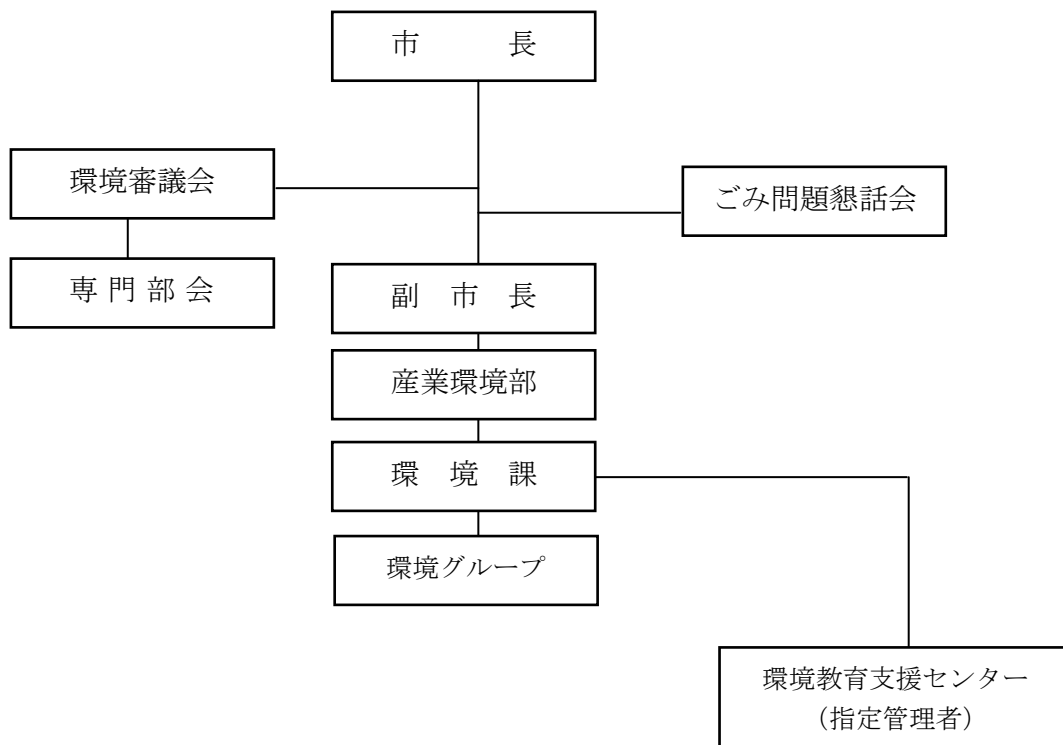 市長
環境審議会
ごみ問題懇話会
専門部会
副市長
産業環境部
環境課
環境グループ
環境教育支援センター
（指定管理者）